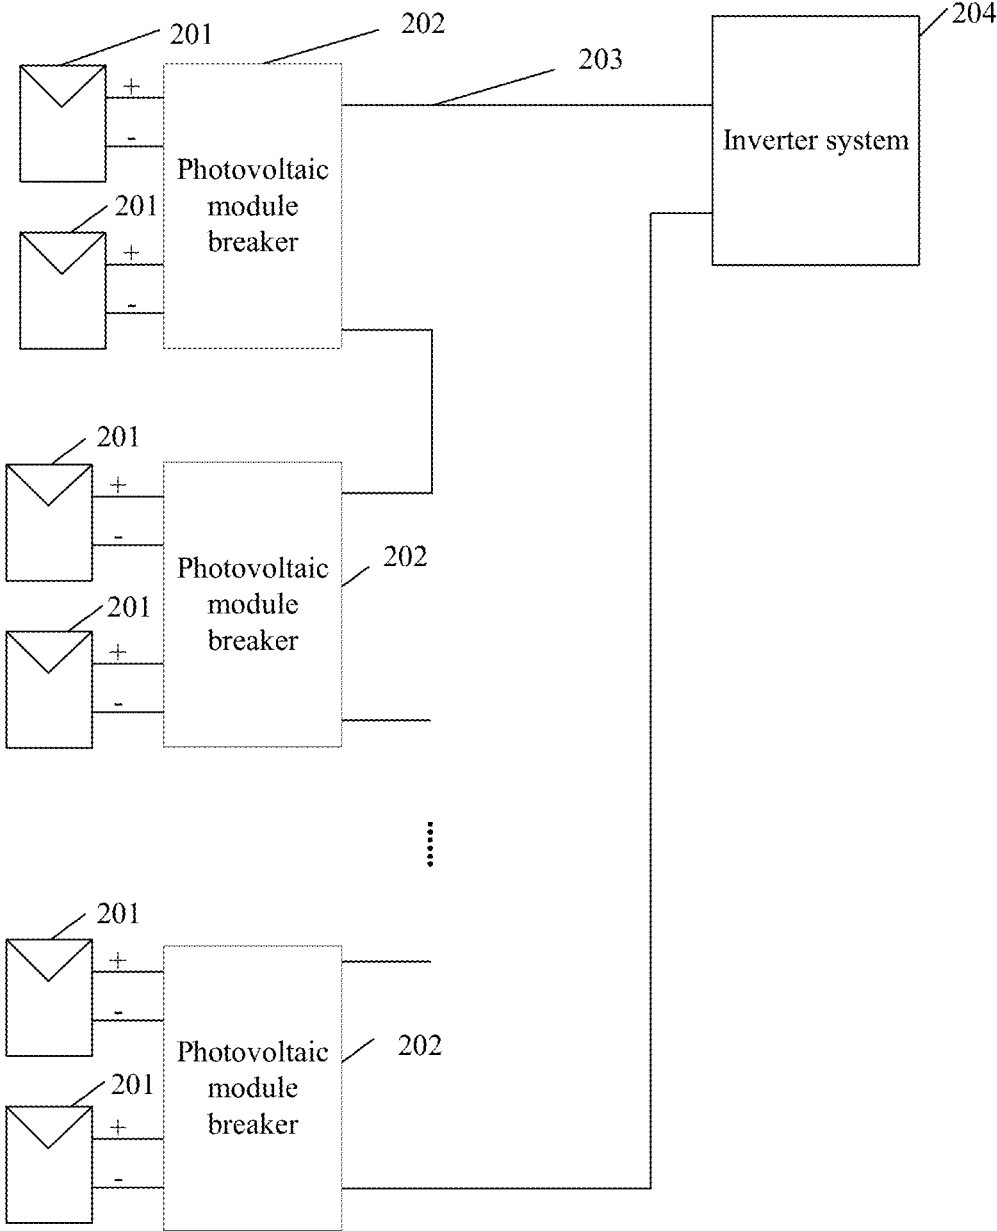 201
202
203
204
+
-
Photovoltaic
module
breaker
Inverter system
201
+
-
201
+
-
Photovoltaic
module
breaker
202
201
+
-
201
+
-
Photovoltaic
module
breaker
202
201
+
-